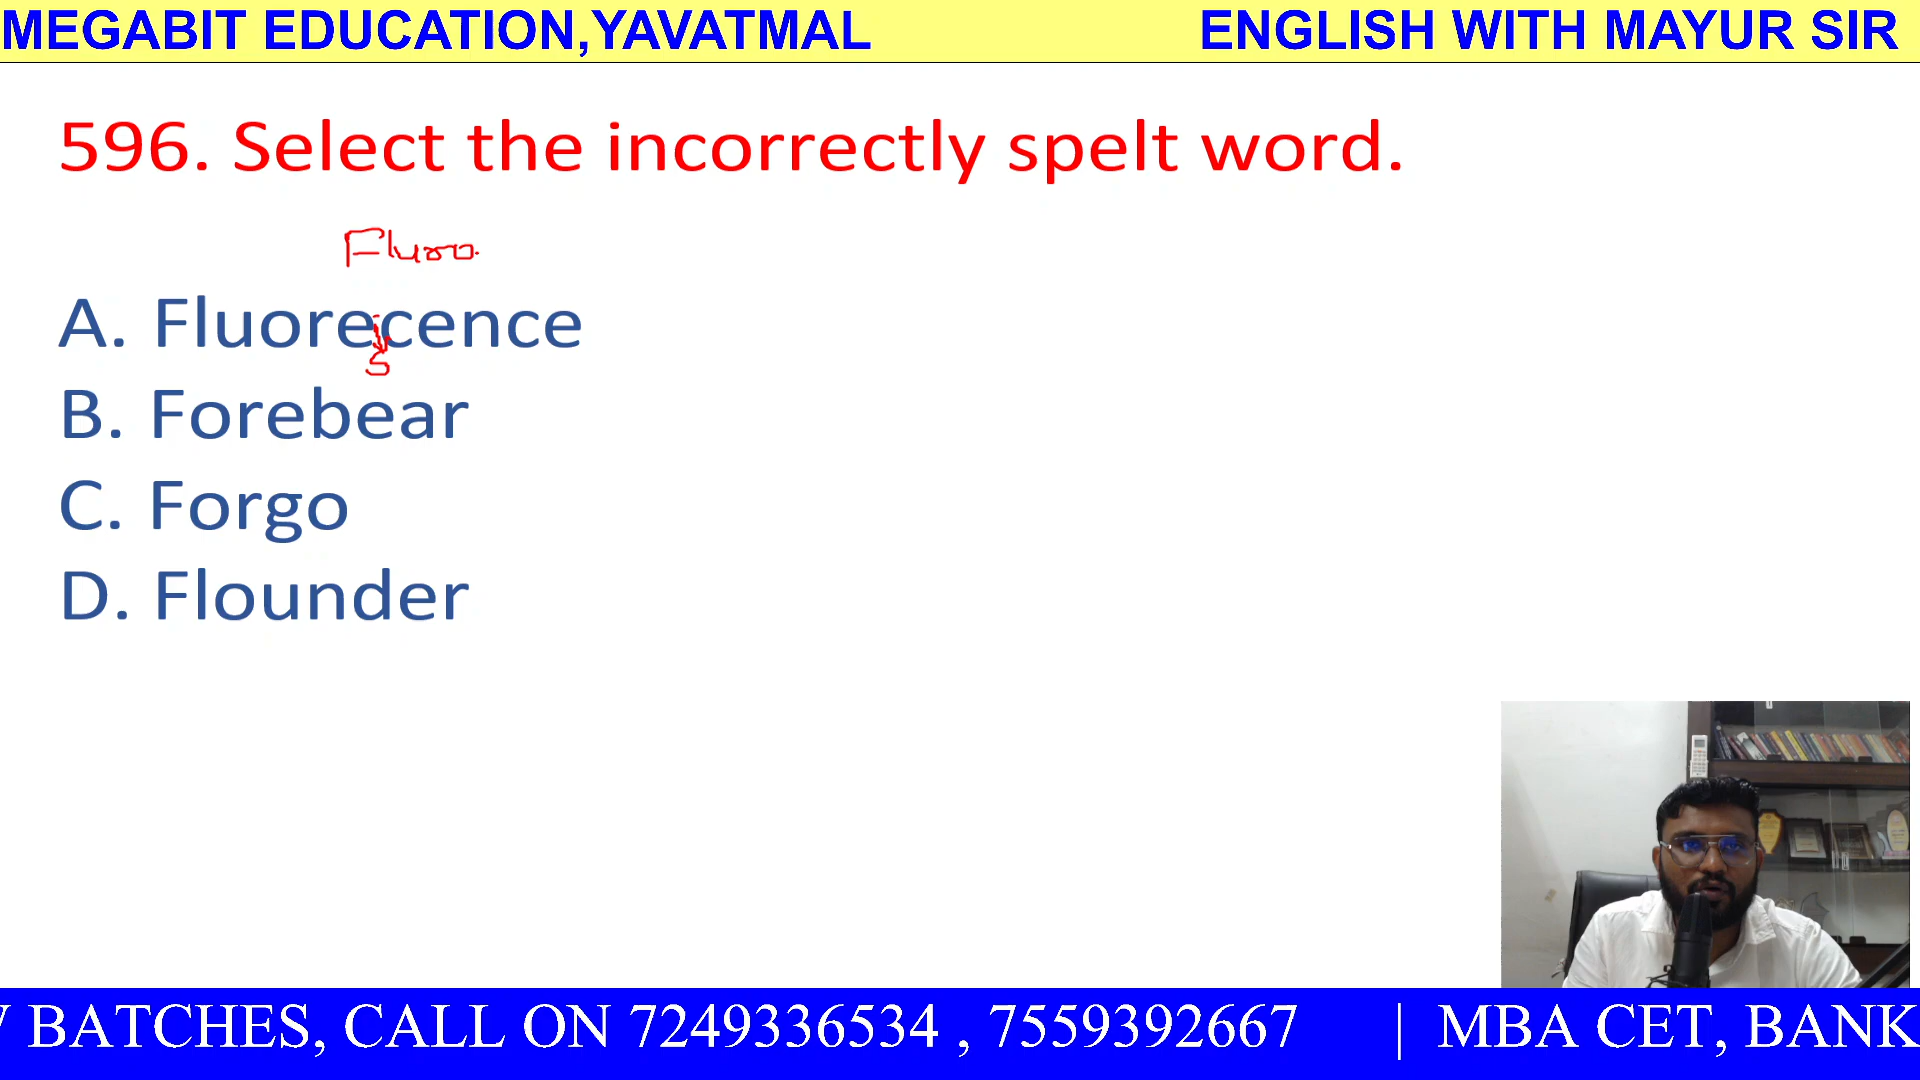 MEGABIT EDUCATION,YAVATMAL ENGLISH WITH MAYUR SIR
596. Select the incorrectly spelt word.
Fluro
A. Fluorecence
s
B. Forebear
C. Forgo
D. Flounder
BATCHES, CALL ON 7249336534 , 7559392667 | MBA CET, BANK